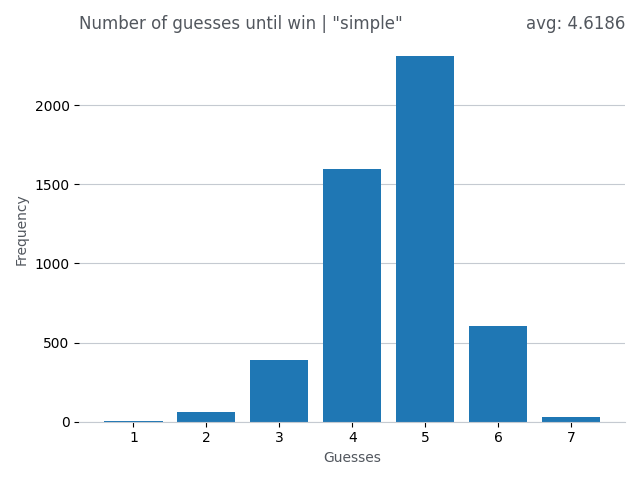 Number of guesses until win | "simple"
avg: 4.6186
2000
1500
1000
500
0
Frequency
1 2 3 4 5 6 7
Guesses